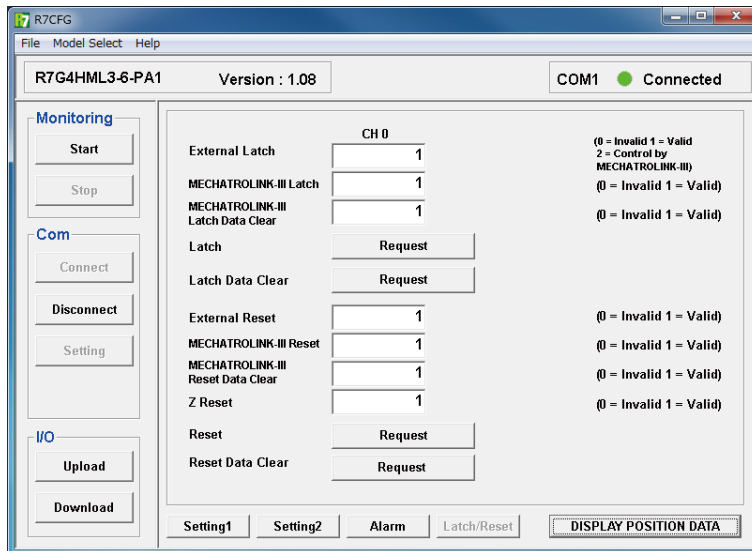 R7 R7CFG
File Model Select Help
R7G4HML3-6-PA1 Version : 1.08 COM1 Connected
Monitoring
Start
Stop
Com
Connect
Disconnect
Setting
I/O
Upload
Download
CH 0
External Latch 1 (0 = Invalid 1 = Valid
2 = Control by
MECHATROLINK-III)
MECHATROLINK-III Latch 1 (0 = Invalid 1 = Valid)
MECHATROLINK-III
Latch Data Clear 1 (0 = Invalid 1 = Valid)
Latch Request
Latch Data Clear Request
External Reset 1 (0 = Invalid 1 = Valid)
MECHATROLINK-III Reset 1 (0 = Invalid 1 = Valid)
MECHATROLINK-III
Reset Data Clear 1 (0 = Invalid 1 = Valid)
Z Reset 1 (0 = Invalid 1 = Valid)
Reset Request
Reset Data Clear Request
Setting1 Setting2 Alarm Latch/Reset DISPLAY POSITION DATA